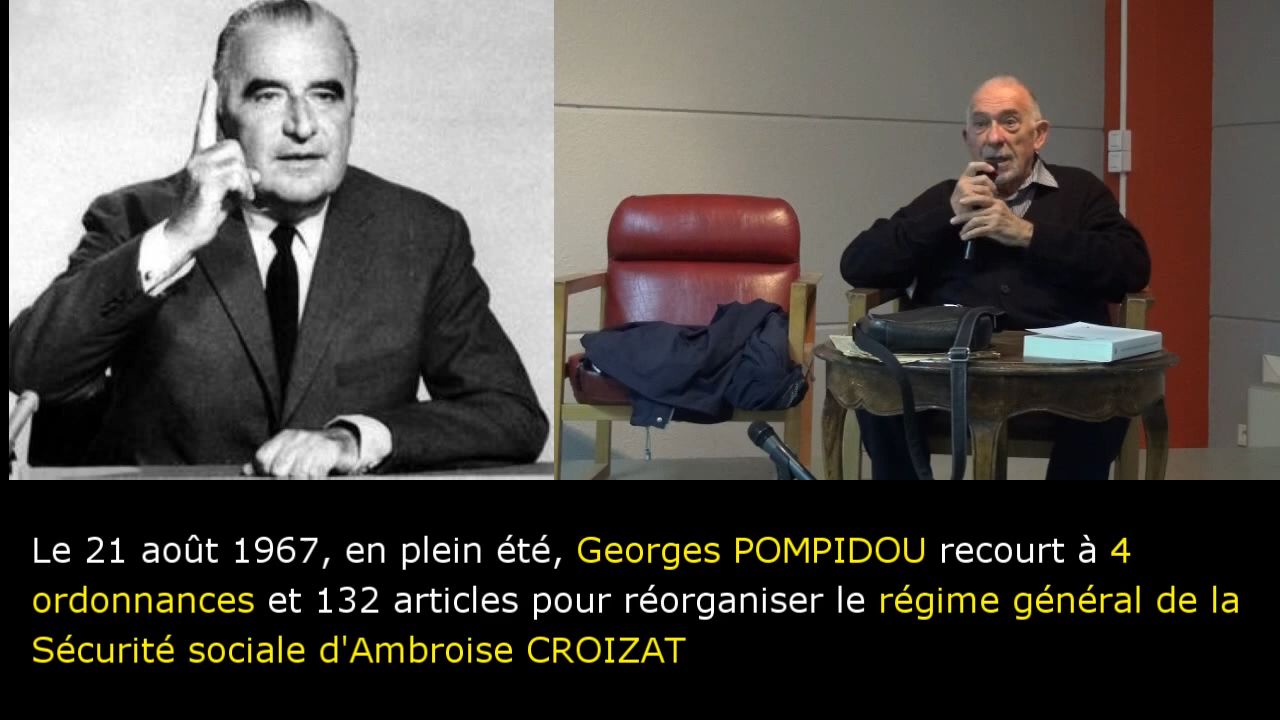 Le 21 août 1967, en plein été, Georges POMPIDOU recourt à 4
ordonnances et 132 articles pour réorganiser le régime général de la
Sécurité sociale d'Ambroise CROIZAT